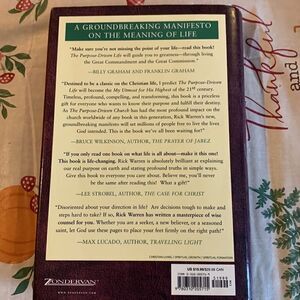 A GROUNDBREAKING MANIFESTO
ON THE MEANING OF LIFE
"Make sure you're not missing the point of your life—read this book!
The Purpose-Driven Life will guide you to greatness—through living
the Great Commandment and the Great Commission."
—BILLY GRAHAM AND FRANKLIN GRAHAM
"Destined to be a classic on the Christian life, I predict The Purpose-Driven
Life will become the My Utmost for His Highest of the 21st century.
Timeless, profound, compelling, and transforming, this book is a priceless
gift for everyone who wants to know their purpose and fulfill their destiny.
As The Purpose-Driven Church has had the most profound impact on the
church worldwide of any book in this generation, Rick Warren's new,
groundbreaking manifesto will set millions of people free to live the lives
God intended. This is the book we've all been waiting for!"
—BRUCE WILKINSON, AUTHOR, THE PRAYER OF JABEZ
"If you only read one book on what life is all about—make it this one!
This book is life-changing. Rick Warren is absolutely brilliant at explaining
our real purpose on earth and stating profound truths in simple ways.
Give this book to everyone you care about. Believe me, you'll never be
the same after reading this! What a gift!"
—LEE STROBEL, AUTHOR, THE CASE FOR CHRIST
"Disoriented about your direction in life? Are decisions tough to make
and steps hard to take? If so, Rick Warren has written a masterpiece of wise
counsel for you. Whether you are a seeker, a new believer, or a seasoned
saint, let God use these pages to place your feet firmly on the right path."
—MAX LUCADO, AUTHOR, TRAVELING LIGHT
CHRISTIAN LIVING / SPIRITUAL GROWTH / SPIRITUAL FORMATION
ZONDERVAN
thankful
and